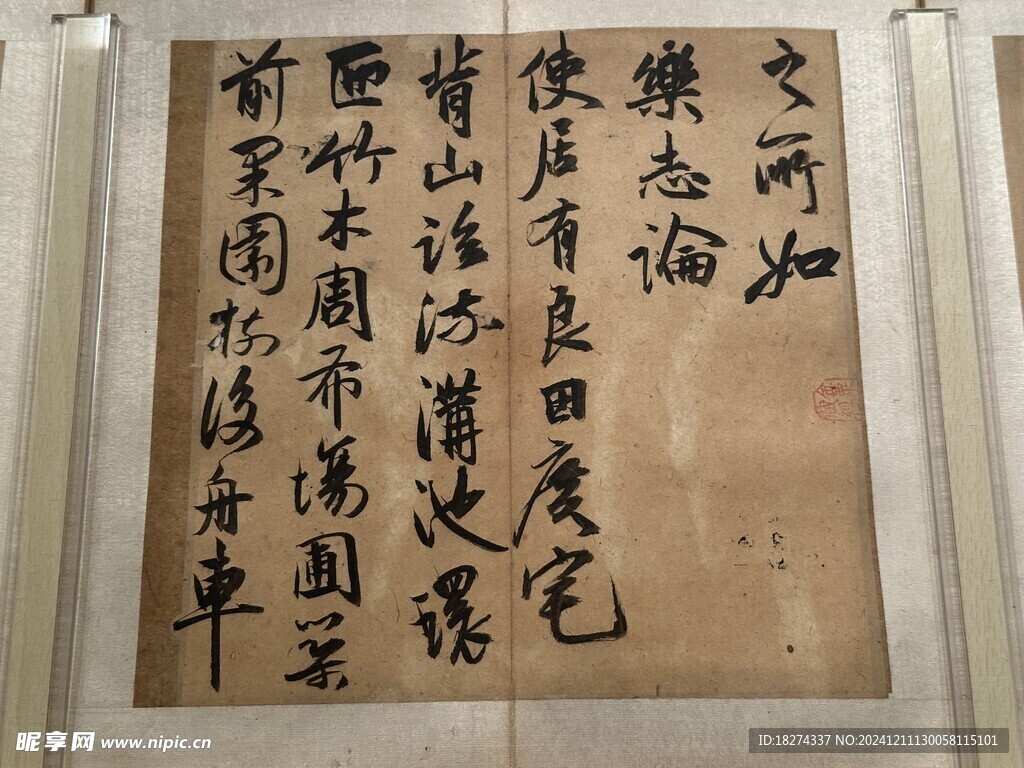 之所如
樂志論
使居有良田廣宅
背山臨流溝池環
匝竹木周布場圃築
前果園樹後舟車
昵享网 www.nipic.cn
ID:18274337 NO:20241211130058115101